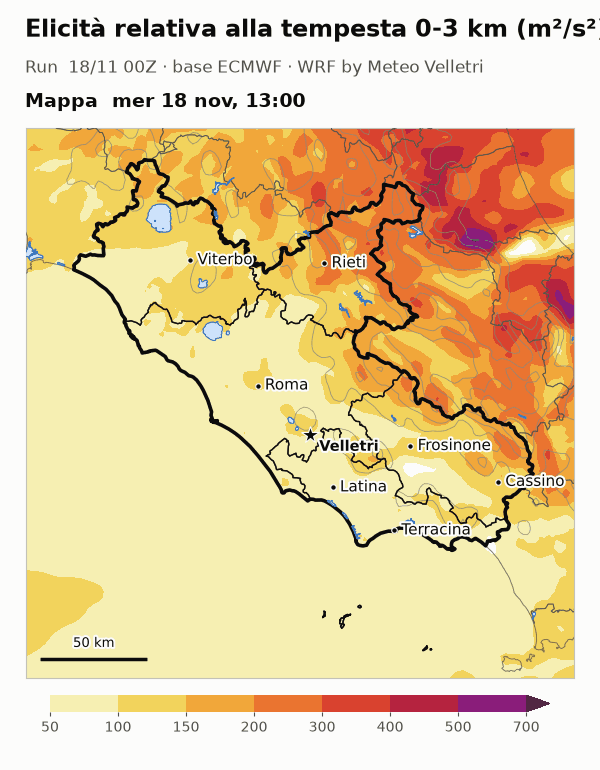 Elicità relativa alla tempesta 0-3 km (m²/s²)
Run 18/11 00Z · base ECMWF · WRF by Meteo Velletri
Mappa mer 18 nov, 13:00
Viterbo
Rieti
Roma
Velletri
Frosinone
Cassino
Latina
Terracina
50 km
50 100 150 200 300 400 500 700